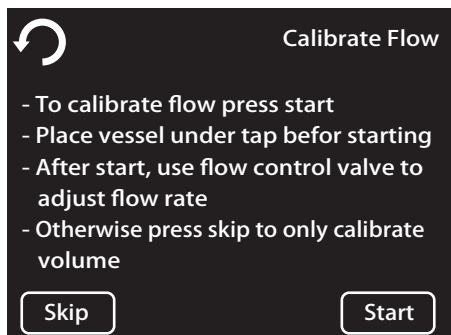 Calibrate Flow
- To calibrate flow press start
- Place vessel under tap befor starting
- After start, use flow control valve to
adjust flow rate
- Otherwise press skip to only calibrate
volume
Skip
Start